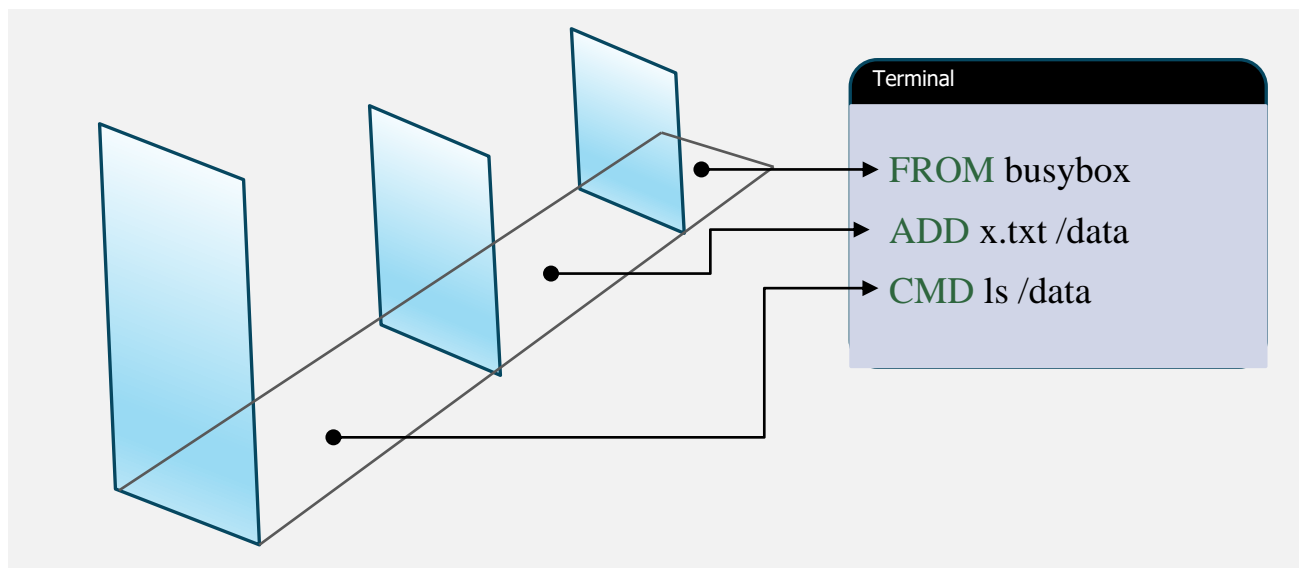 Terminal
FROM busybox
ADD x.txt /data
CMD ls /data